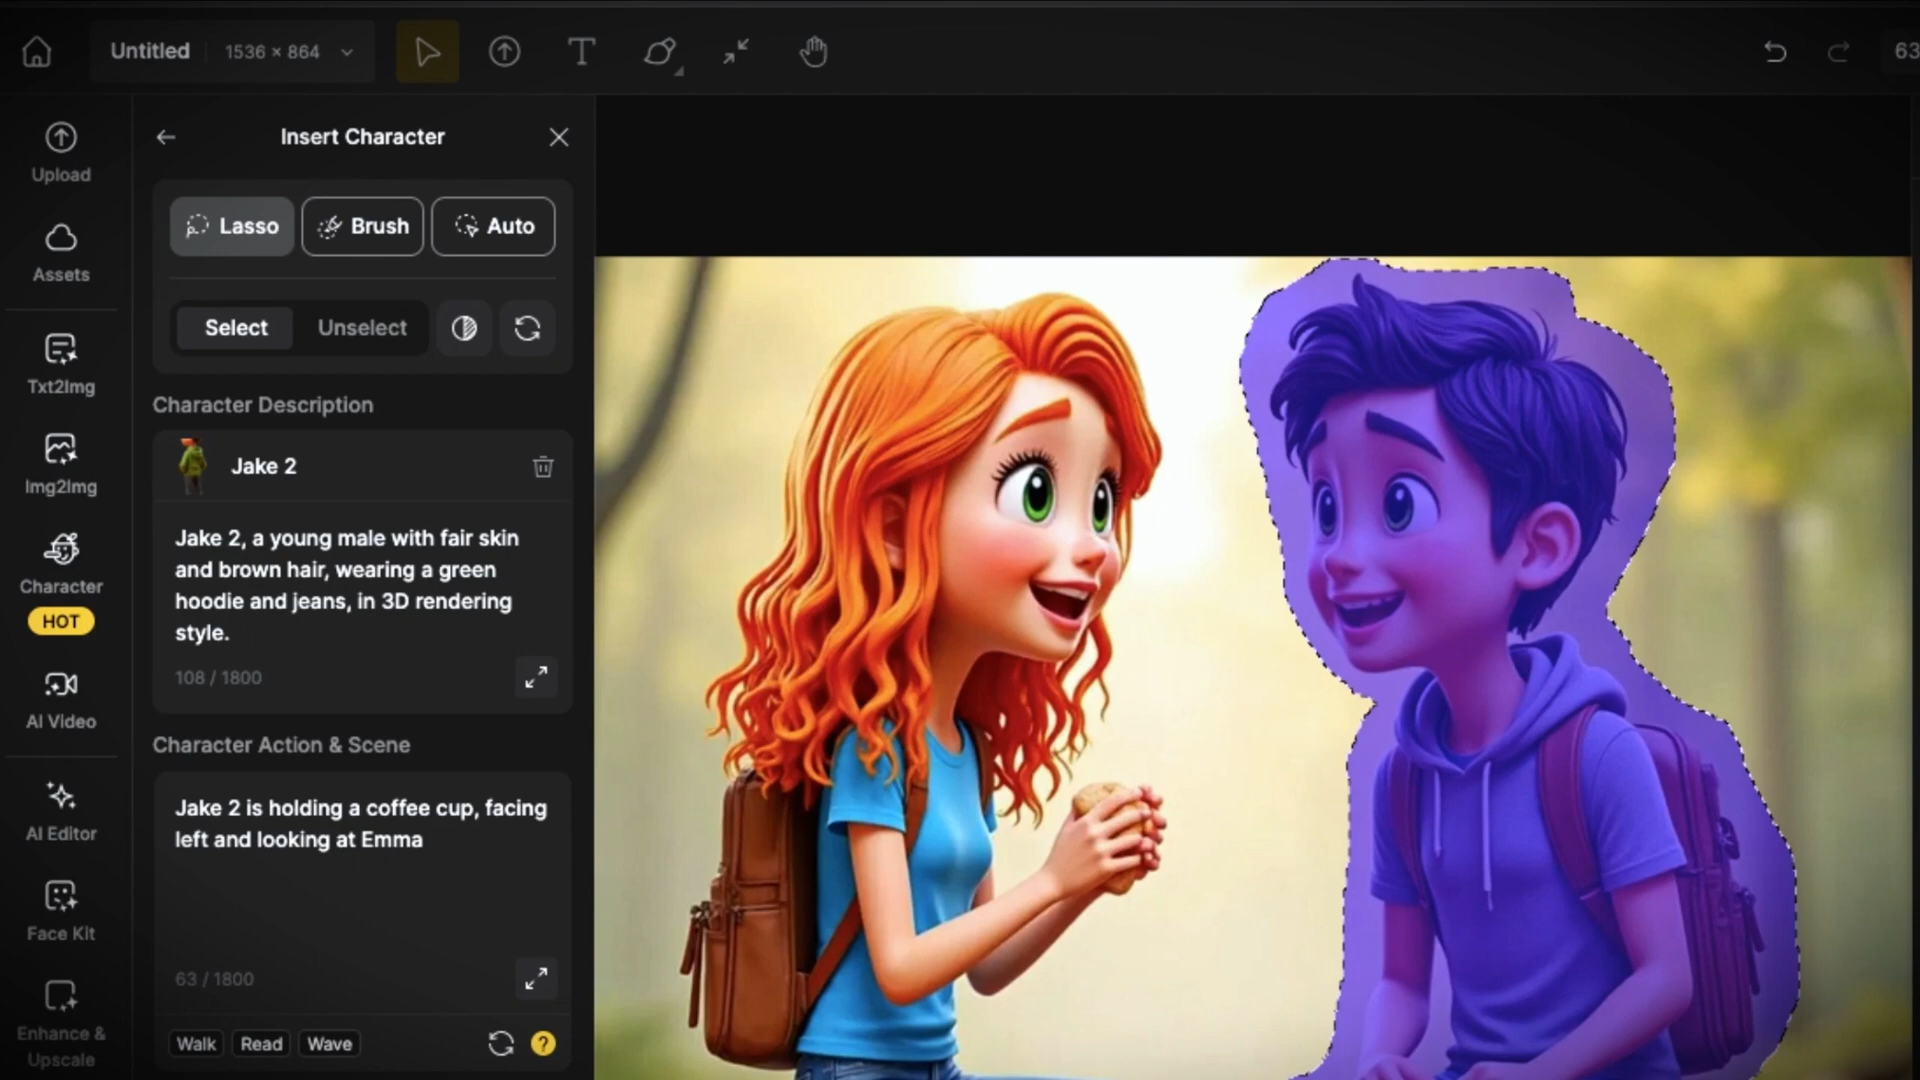 Untitled 1536 × 864
63
Upload
Assets
Txt2Img
Img2Img
Character
HOT
AI Video
AI Editor
Face Kit
Enhance &
Upscale
Insert Character
Lasso Brush Auto
Select Unselect
Character Description
Jake 2
Jake 2, a young male with fair skin
and brown hair, wearing a green
hoodie and jeans, in 3D rendering
style.
108 / 1800
Character Action & Scene
Jake 2 is holding a coffee cup, facing
left and looking at Emma
63 / 1800
Walk Read Wave ?